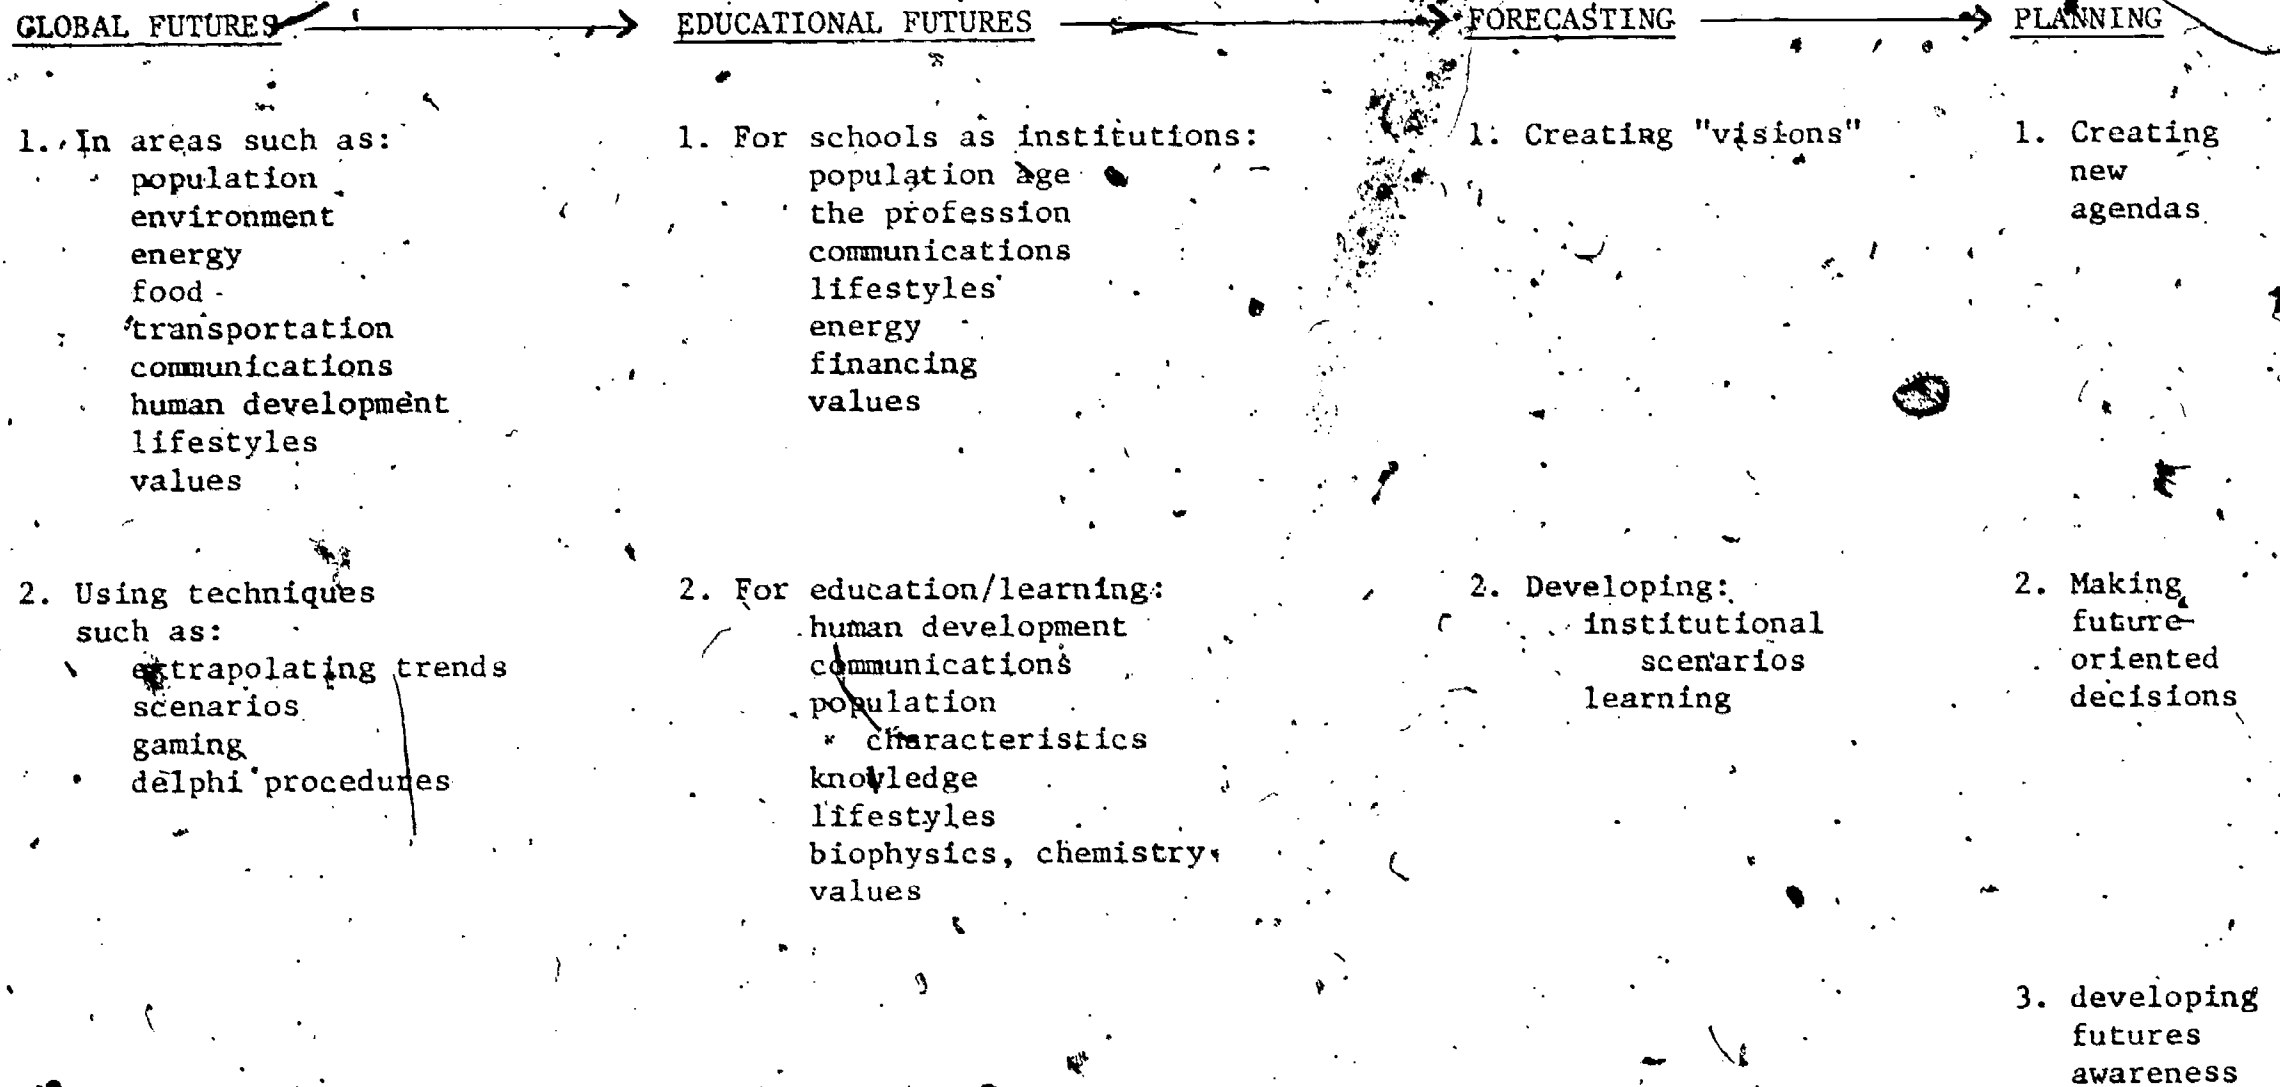 GLOBAL FUTURES
1. In areas such as:
population
environment
energy
food
transportation
communications
human development
lifestyles
values
2. Using techniques
such as:
extrapolating trends
scenarios
gaming
delphi procedures
EDUCATIONAL FUTURES
1. For schools as institutions:
population age
the profession
communications
lifestyles
energy
financing
values
2. For education/learning:
human development
communications
population
characteristics
knowledge
lifestyles
biophysics, chemistry
values
FORECASTING
1. Creating "visions"
2. Developing:
institutional
scenarios
learning
PLANNING
1. Creating
new
agendas
2. Making
future-
oriented
decisions
3. developing
futures
awareness